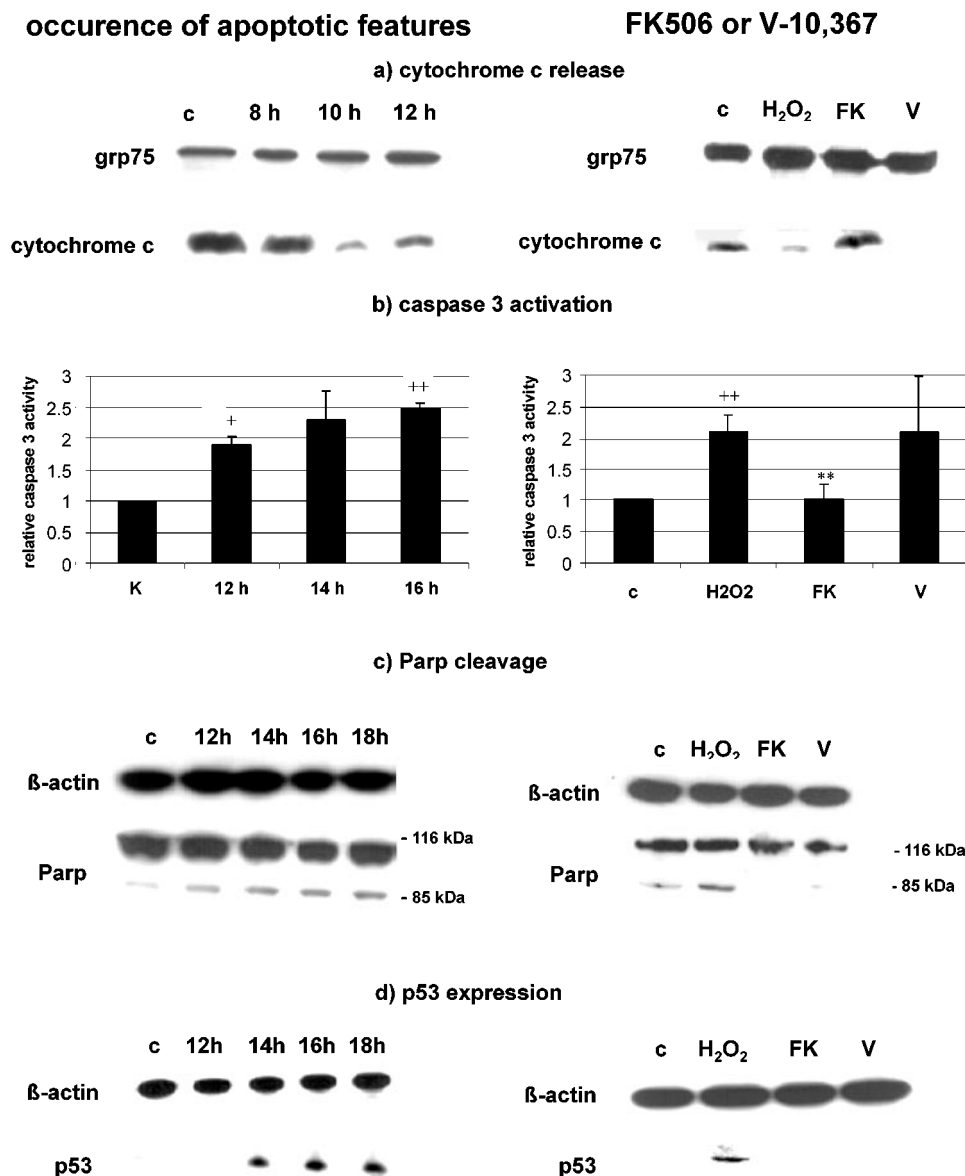 occurence of apoptotic features
FK506 or V-10,367
a) cytochrome c release
c 8 h 10 h 12 h
grp75
cytochrome c
c H₂O₂ FK V
grp75
cytochrome c
b) caspase 3 activation
relative caspase 3 activity
3
2.5
2
1.5
1
0.5
0
+
++
K 12 h 14 h 16 h
relative caspase 3 activity
3
2.5
2
1.5
1
0.5
0
++
**
c H2O2 FK V
c) Parp cleavage
c 12h 14h 16h 18h
ß-actin
- 116 kDa
Parp
- 85 kDa
c H₂O₂ FK V
ß-actin
- 116 kDa
Parp
- 85 kDa
d) p53 expression
c 12h 14h 16h 18h
ß-actin
p53
c H₂O₂ FK V
ß-actin
p53